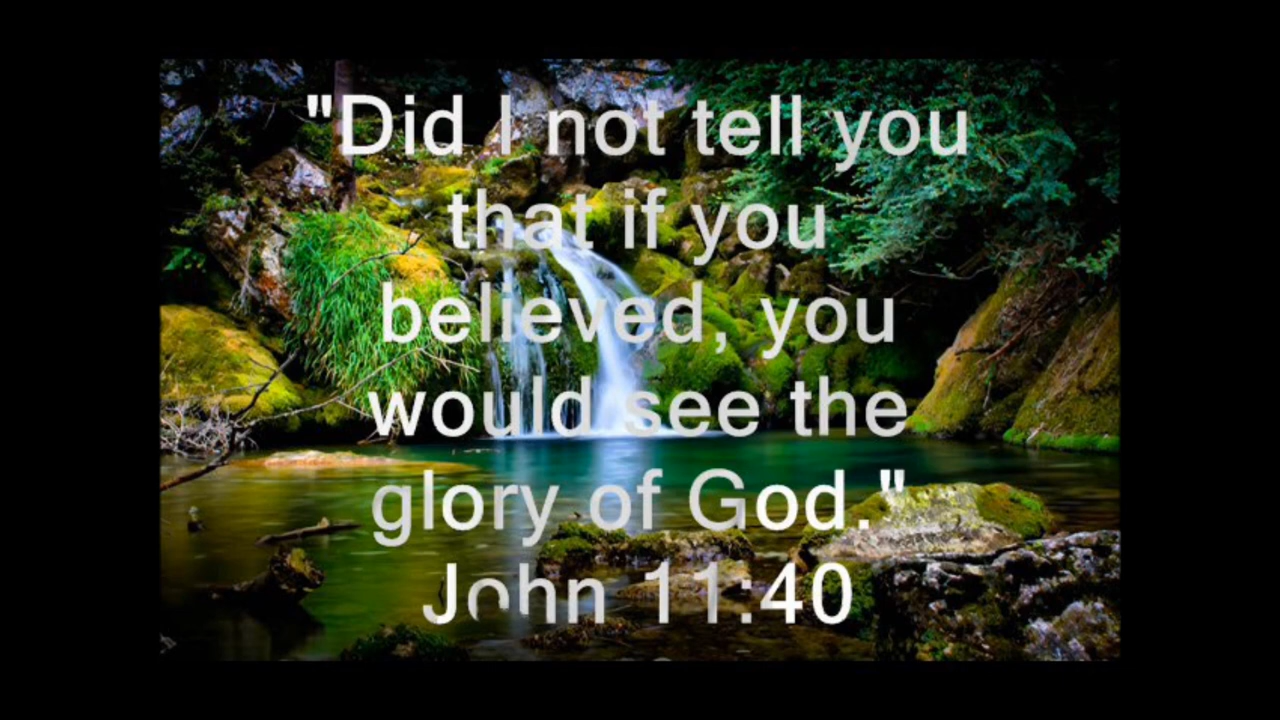 "Did I not tell you
that if you
believed, you
would see the
glory of God."
John 11:40